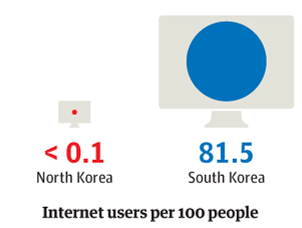 < 0.1
North Korea
81.5
South Korea
Internet users per 100 people